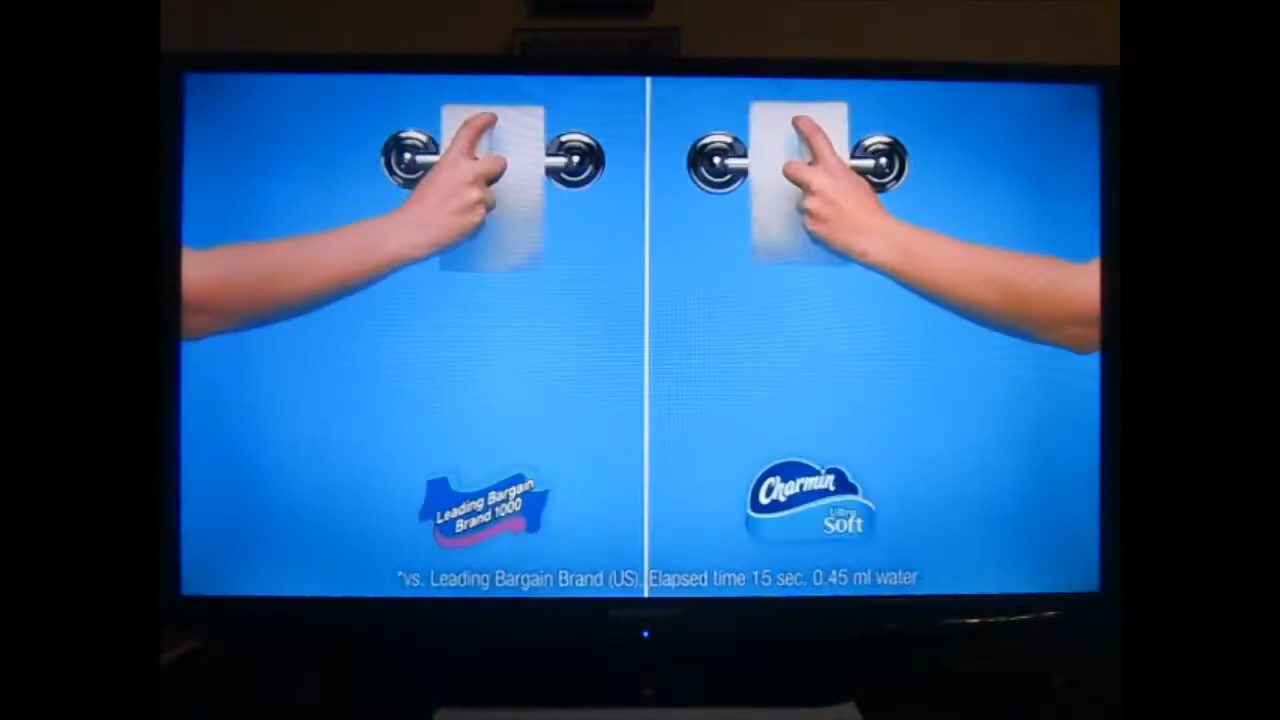 Leading Bargain
Brand 1000
Charmin
Ultra
Soft
*vs. Leading Bargain Brand (US). Elapsed time 15 sec. 0.45 ml water